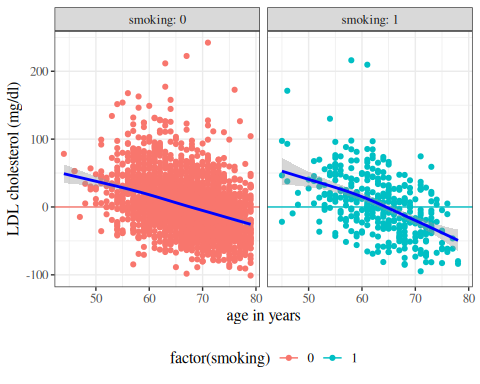 smoking: 0
smoking: 1
200
100
0
-100
LDL cholesterol (mg/dl)
50
60
70
80
50
60
70
80
age in years
factor(smoking)
0
1